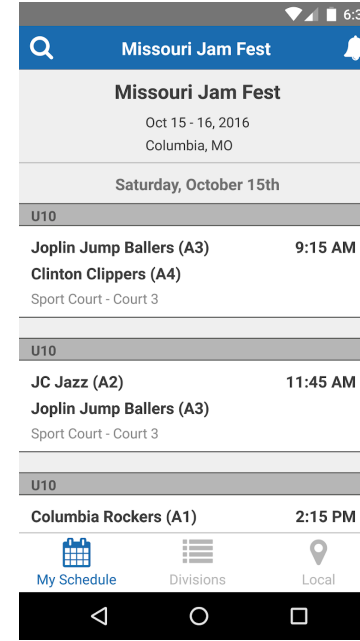 6:3
Missouri Jam Fest
Missouri Jam Fest
Oct 15 - 16, 2016
Columbia, MO
Saturday, October 15th
U10
Joplin Jump Ballers (A3) 9:15 AM
Clinton Clippers (A4)
Sport Court - Court 3
U10
JC Jazz (A2) 11:45 AM
Joplin Jump Ballers (A3)
Sport Court - Court 3
U10
Columbia Rockers (A1) 2:15 PM
My Schedule Divisions Local